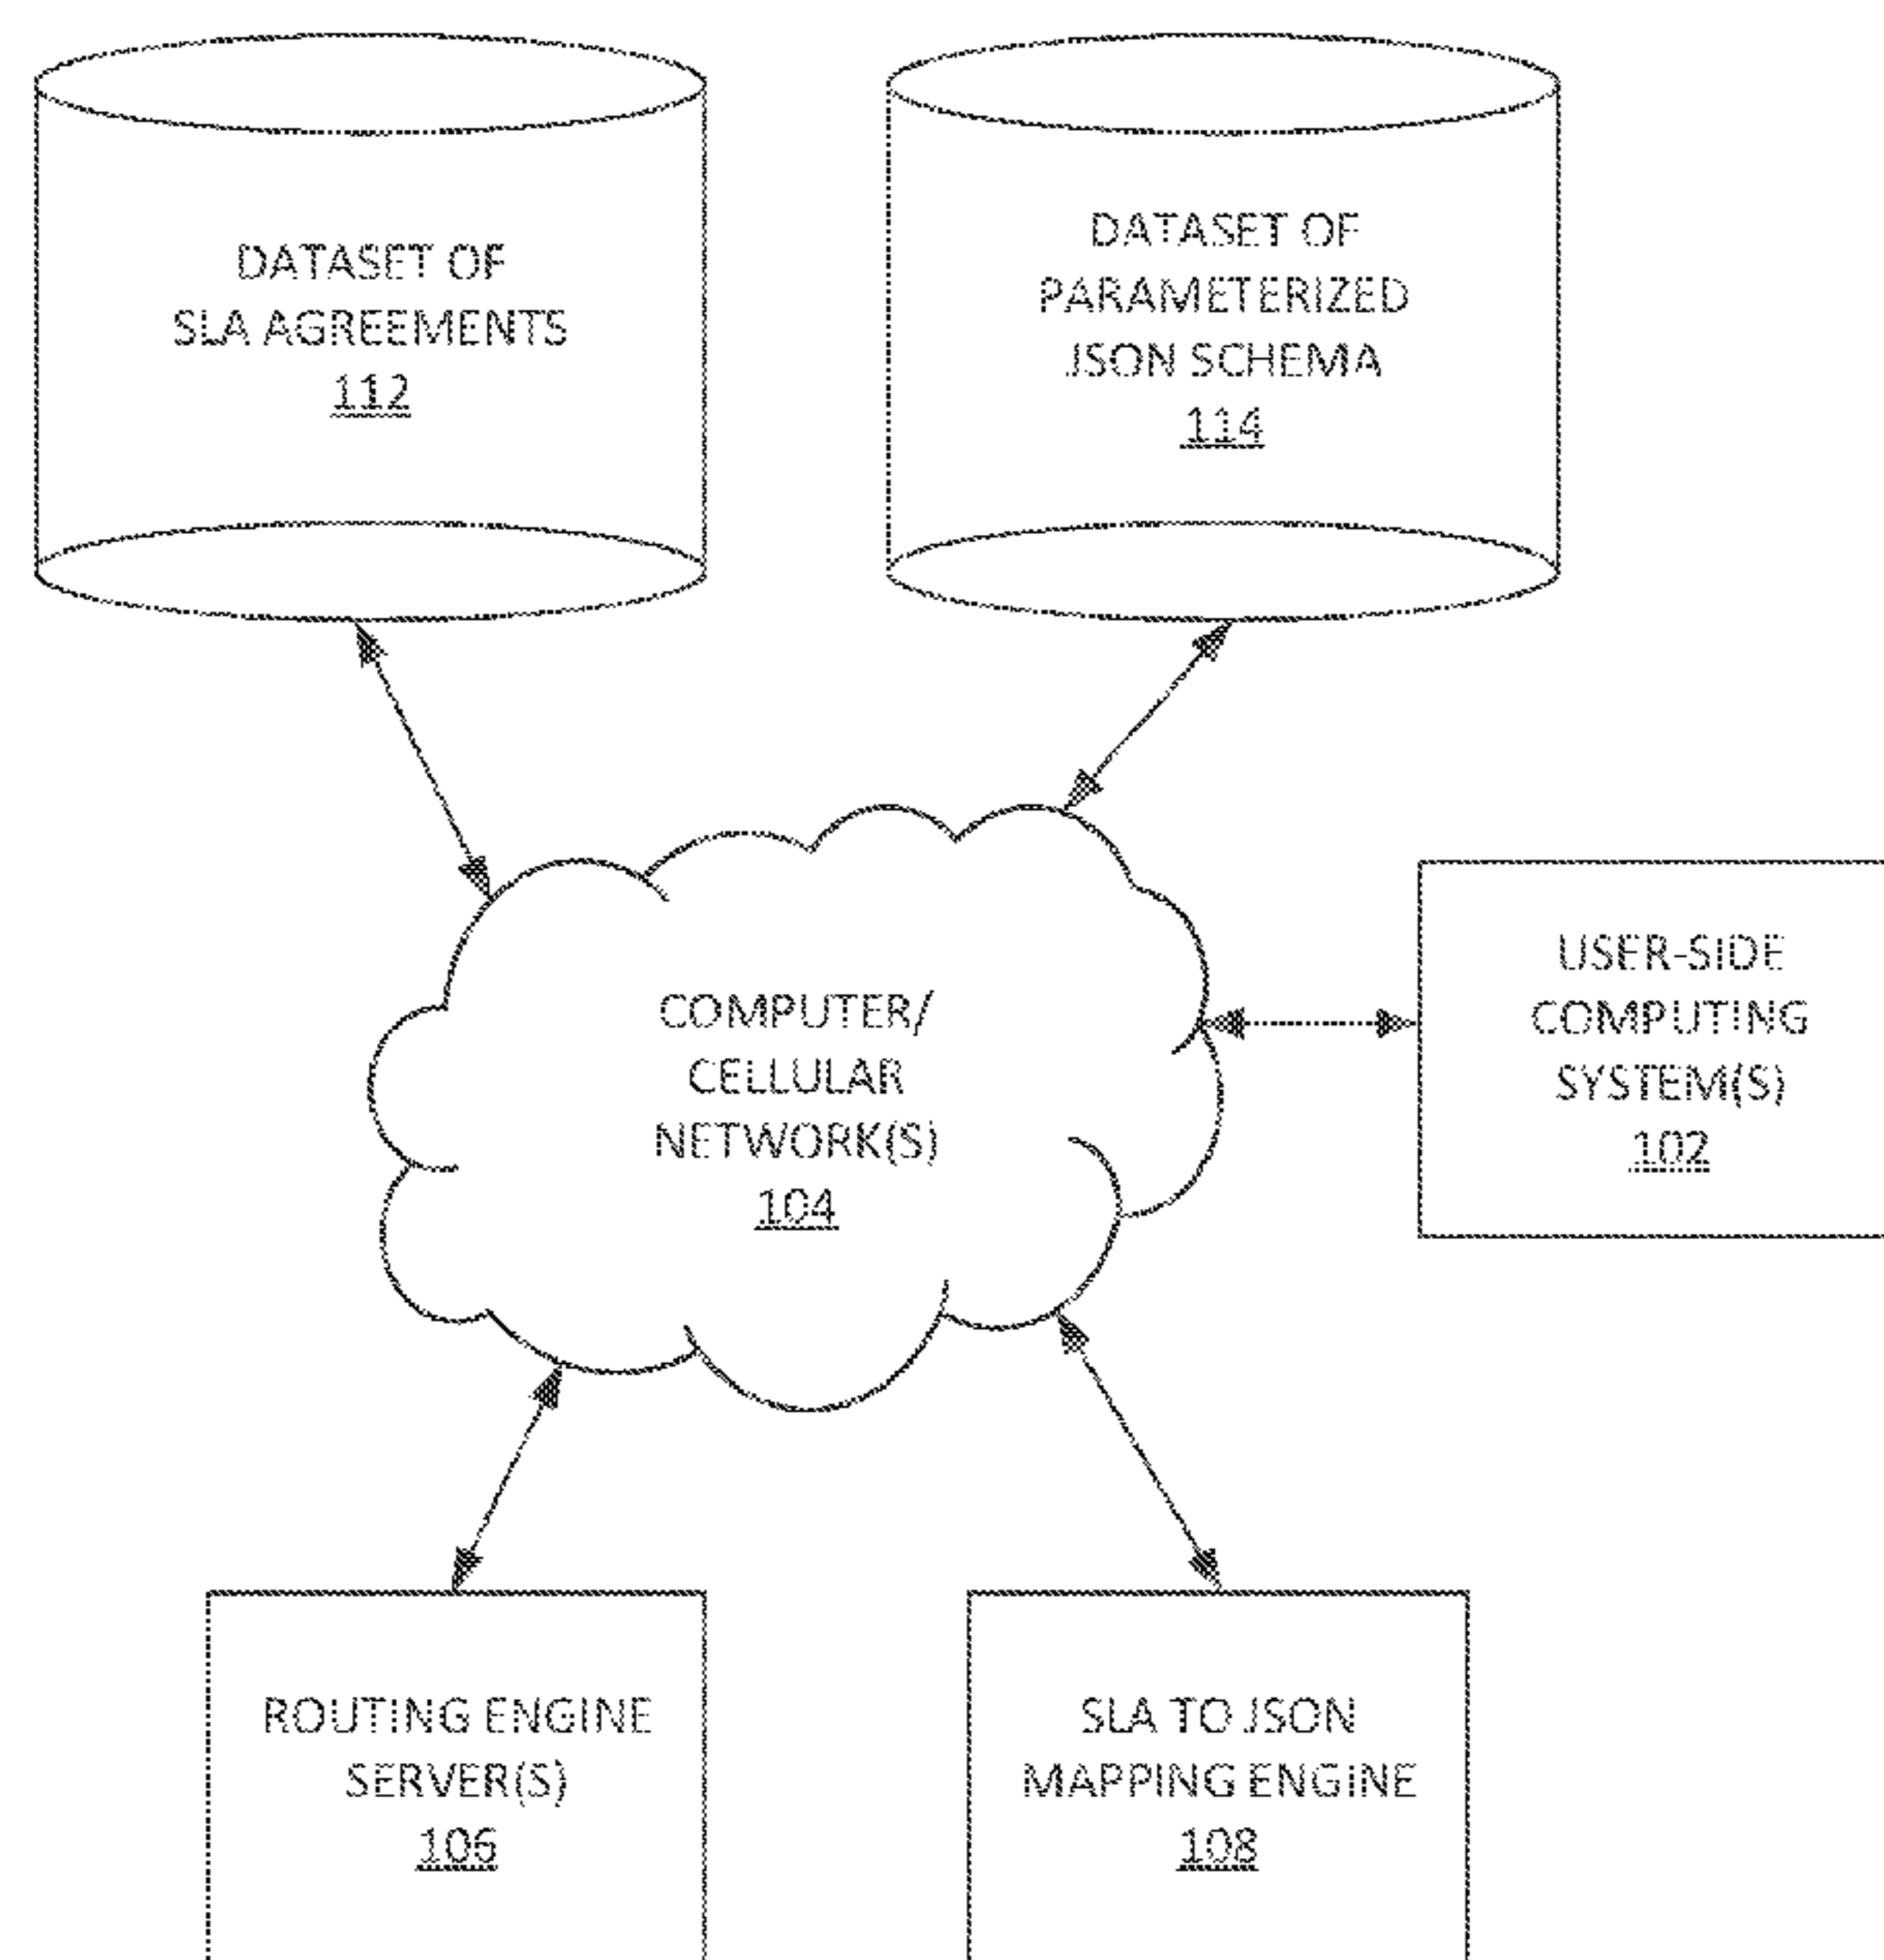 DATASET OF
SLA AGREEMENTS
112
DATASET OF
PARAMETERIZED
JSON SCHEMA
114
COMPUTER/
CELLULAR
NETWORK(S)
104
USER-SIDE
COMPUTING
SYSTEM(S)
102
ROUTING ENGINE
SERVER(S)
106
SLA TO JSON
MAPPING ENGINE
108